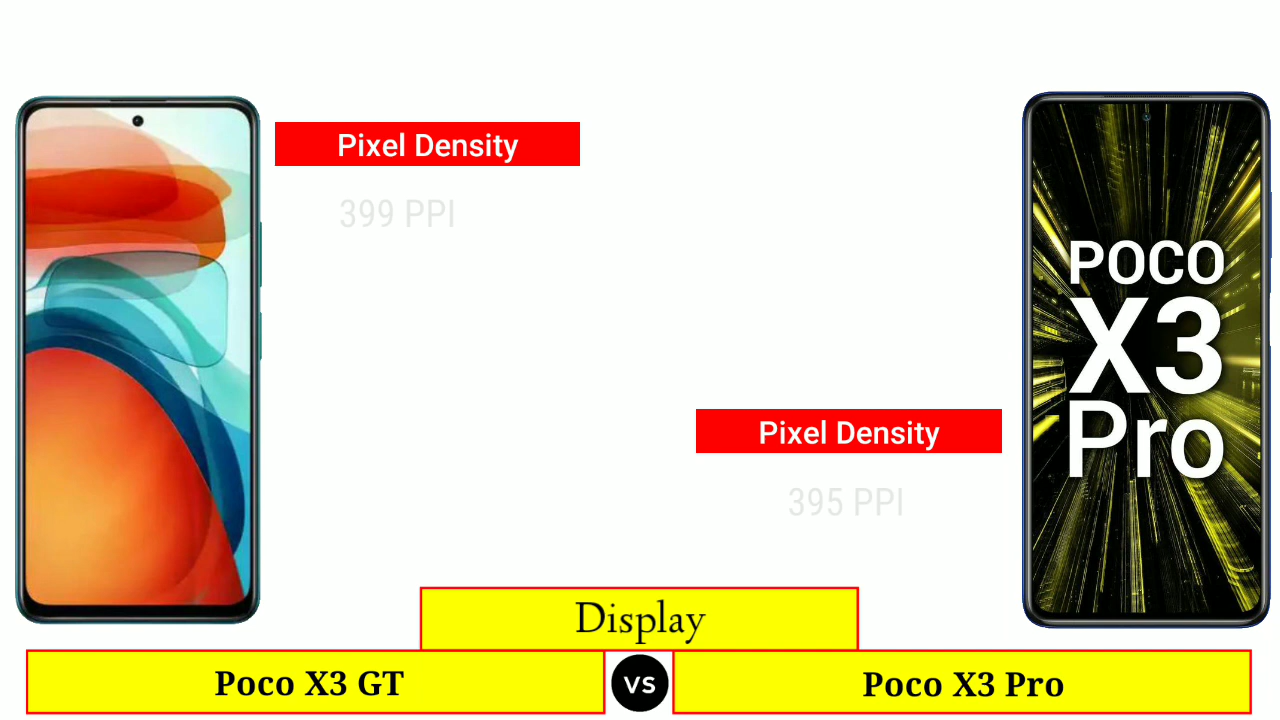 Pixel Density
399 PPI
POCO
X3
Pro
Pixel Density
395 PPI
Display
Poco X3 GT
VS
Poco X3 Pro